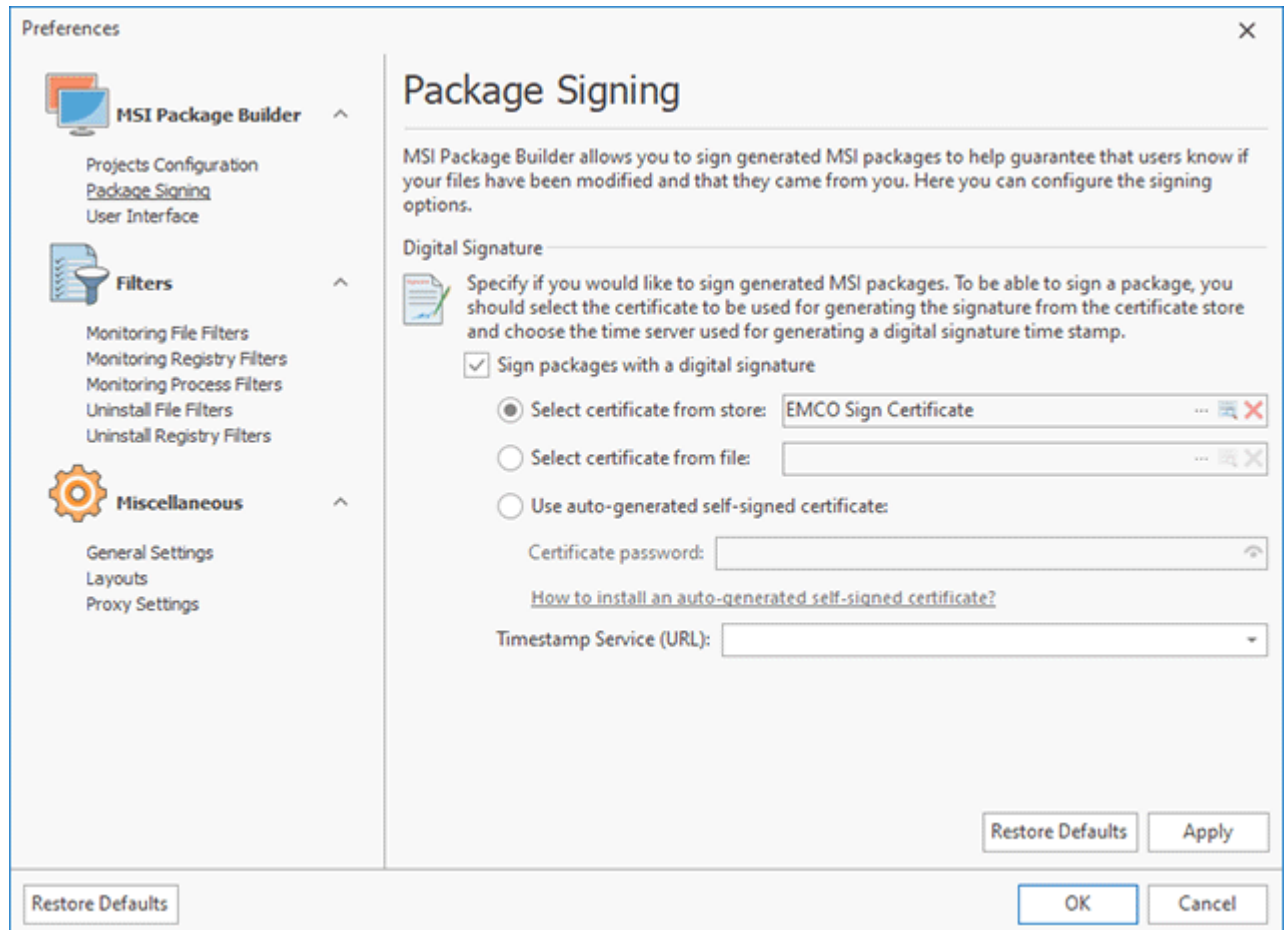 Preferences
MSI Package Builder
Projects Configuration
Package Signing
User Interface
Filters
Monitoring File Filters
Monitoring Registry Filters
Monitoring Process Filters
Uninstall File Filters
Uninstall Registry Filters
Miscellaneous
General Settings
Layouts
Proxy Settings
Package Signing
MSI Package Builder allows you to sign generated MSI packages to help guarantee that users know if
your files have been modified and that they came from you. Here you can configure the signing
options.
Digital Signature
Specify if you would like to sign generated MSI packages. To be able to sign a package, you
should select the certificate to be used for generating the signature from the certificate store
and choose the time server used for generating a digital signature time stamp.
Sign packages with a digital signature
Select certificate from store: EMCO Sign Certificate ...
Select certificate from file: ...
Use auto-generated self-signed certificate:
Certificate password:
How to install an auto-generated self-signed certificate?
Timestamp Service (URL):
Restore Defaults Apply
Restore Defaults OK Cancel